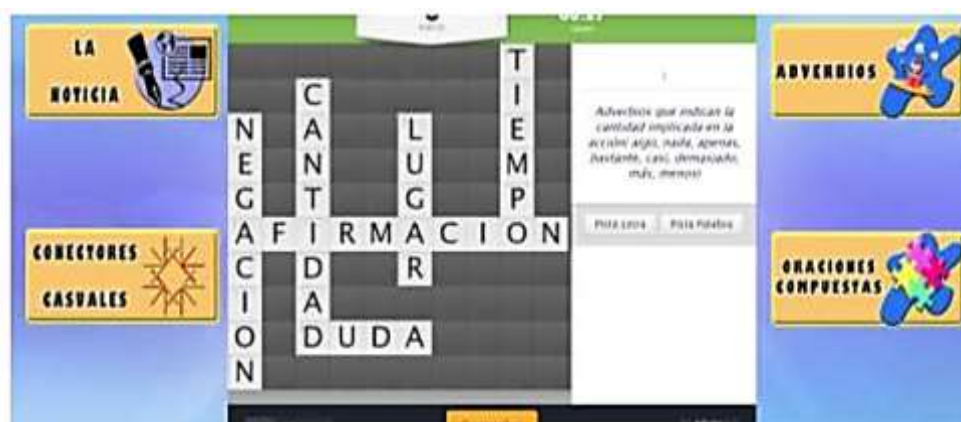 LA
NOTICIA
CONECTORES
CASUALES
TIEMPO
CANTIDAD
NEGACION
LUGAR
AFIRMACION
DUDA
Adverbios que indican la
cantidad implicada en la
acción( algo, nada, apenas,
bastante, casi, demasiado,
más, menos)
Pista Letra
Pista Palabra
ADVERBIOS
ORACIONES
COMPUESTAS